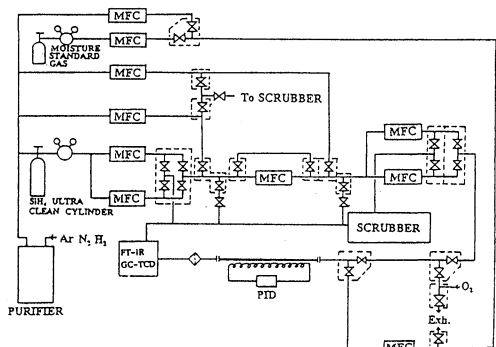 MFC
MFC
MOISTURE
STANDARD
GAS
MFC
To SCRUBBER
MFC
MFC
MFC
MFC
MFC
MFC
SiH₄ ULTRA
CLEAN CYLINDER
SCRUBBER
Ar N₂ H₂
FT-IR
GC-TCD
PURIFIER
PID
O₂
Exh.
MFC